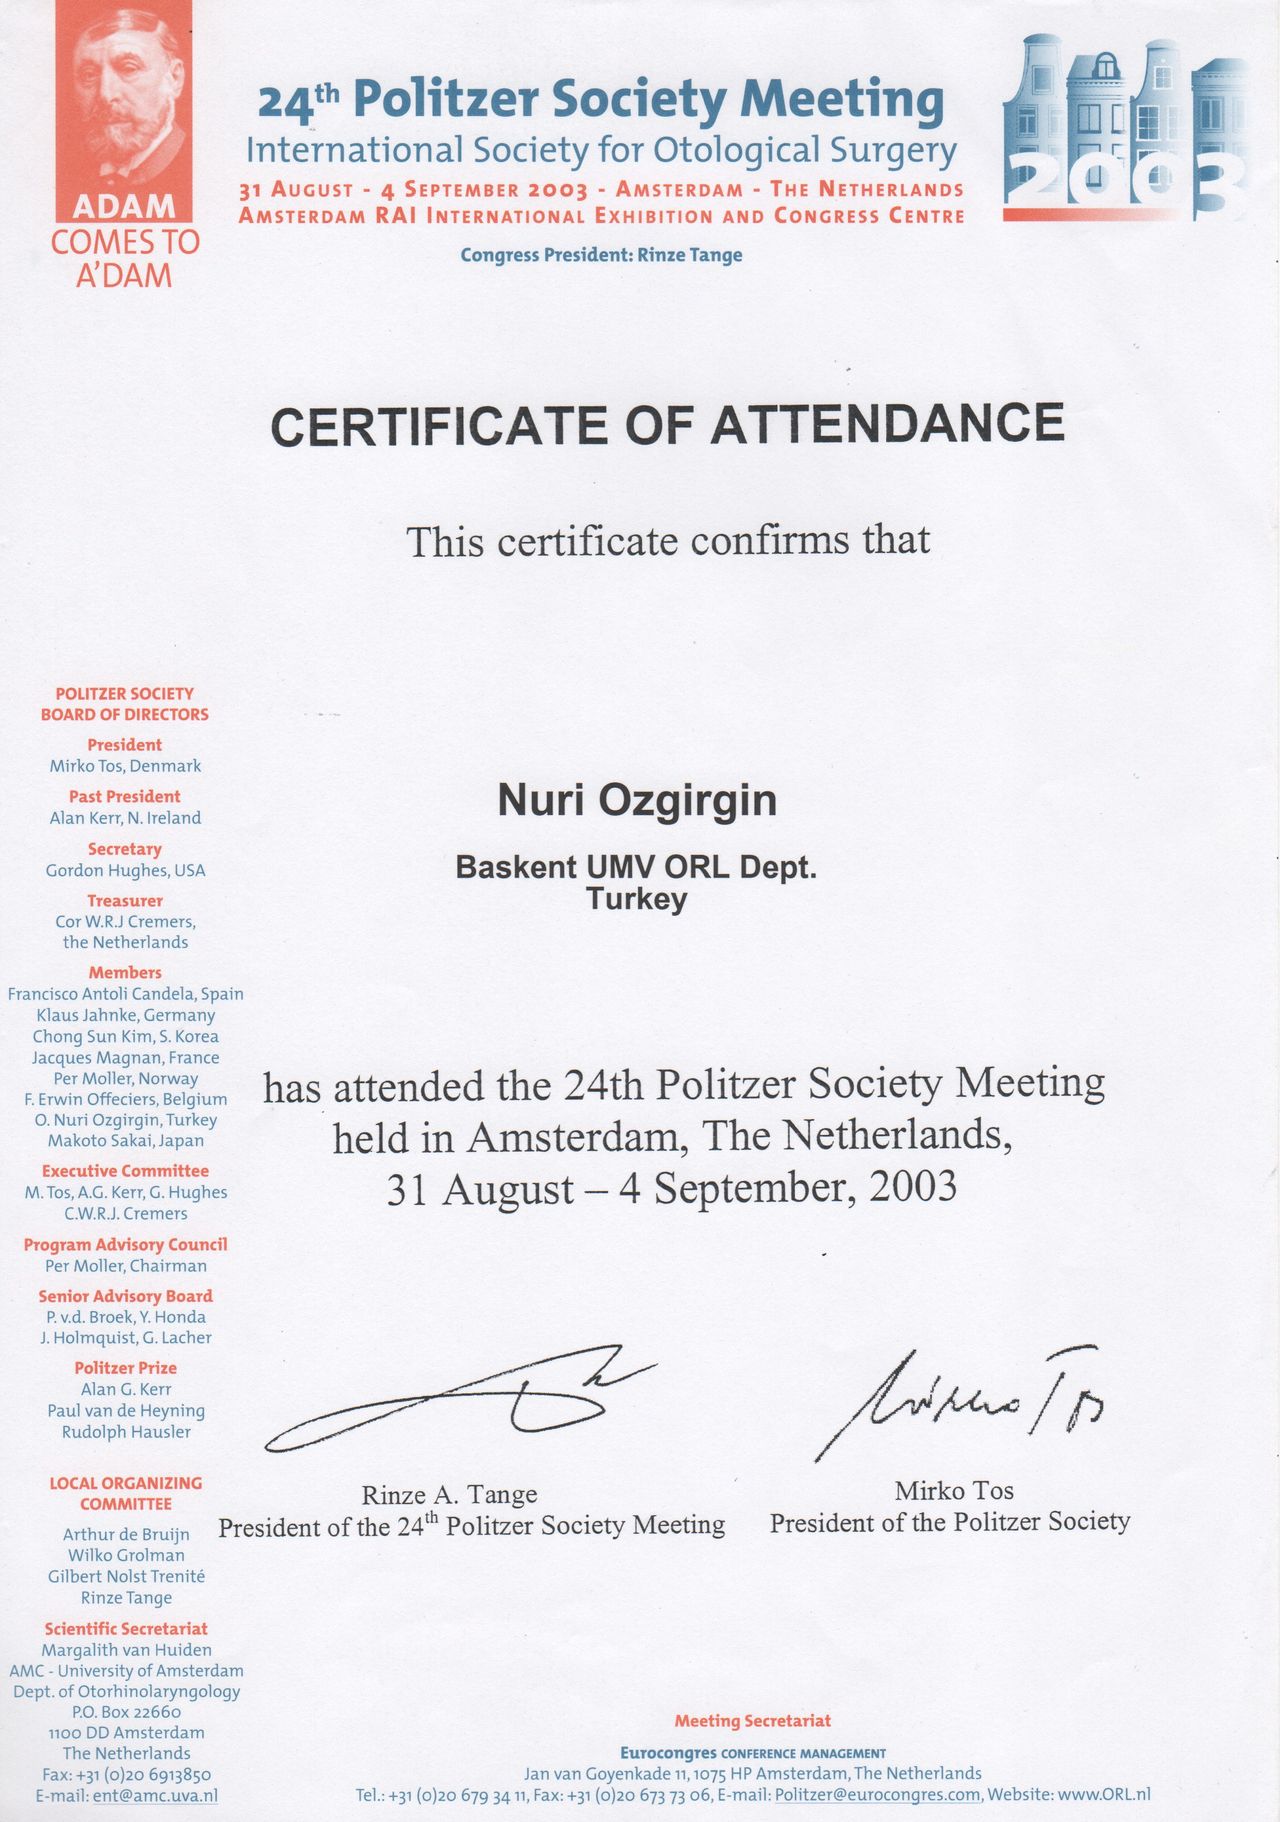 ADAM
COMES TO
A'DAM
24th Politzer Society Meeting
International Society for Otological Surgery
31 August - 4 September 2003 - Amsterdam - The Netherlands
Amsterdam RAI International Exhibition and Congress Centre
Congress President: Rinze Tange
2003
CERTIFICATE OF ATTENDANCE
This certificate confirms that
Nuri Ozgirgin
Baskent UMV ORL Dept.
Turkey
has attended the 24th Politzer Society Meeting
held in Amsterdam, The Netherlands,
31 August – 4 September, 2003
Mirko Tos
Rinze A. Tange
President of the 24th Politzer Society Meeting
Mirko Tos
President of the Politzer Society
POLITZER SOCIETY
BOARD OF DIRECTORS
President
Mirko Tos, Denmark
Past President
Alan Kerr, N. Ireland
Secretary
Gordon Hughes, USA
Treasurer
Cor W.R.J Cremers,
the Netherlands
Members
Francisco Antoli Candela, Spain
Klaus Jahnke, Germany
Chong Sun Kim, S. Korea
Jacques Magnan, France
Per Moller, Norway
F. Erwin Offeciers, Belgium
O. Nuri Ozgirgin, Turkey
Makoto Sakai, Japan
Executive Committee
M. Tos, A.G. Kerr, G. Hughes
C.W.R.J. Cremers
Program Advisory Council
Per Moller, Chairman
Senior Advisory Board
P. v.d. Broek, Y. Honda
J. Holmquist, G. Lacher
Politzer Prize
Alan G. Kerr
Paul van de Heyning
Rudolph Hausler
LOCAL ORGANIZING
COMMITTEE
Arthur de Bruijn
Wilko Grolman
Gilbert Nolst Trenité
Rinze Tange
Scientific Secretariat
Margalith van Huiden
AMC - University of Amsterdam
Dept. of Otorhinolaryngology
P.O. Box 22660
1100 DD Amsterdam
The Netherlands
Fax: +31 (0)20 6913850
E-mail: ent@amc.uva.nl
Meeting Secretariat
Eurocongres CONFERENCE MANAGEMENT
Jan van Goyenkade 11, 1075 HP Amsterdam, The Netherlands
Tel.: +31 (0)20 679 34 11, Fax: +31 (0)20 673 73 06, E-mail: Politzer@eurocongres.com, Website: www.ORL.nl